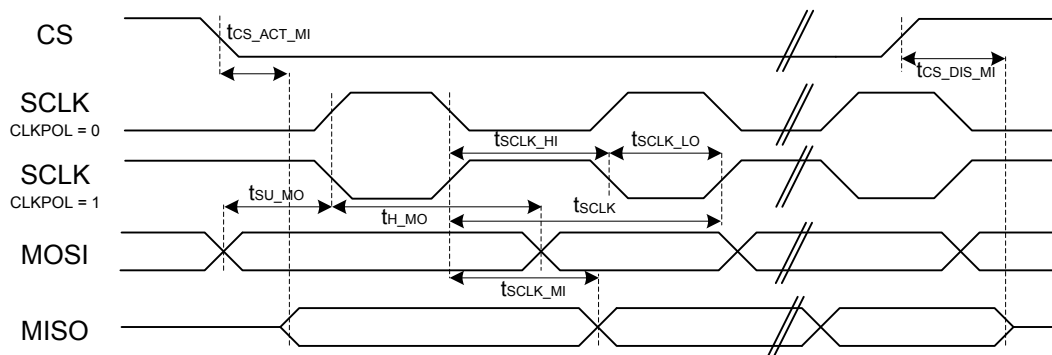 CS
tCS_ACT_MI
tCS_DIS_MI
SCLK
CLKPOL = 0
tSCLK_HI
tSCLK_LO
SCLK
CLKPOL = 1
tSU_MO
tH_MO
tSCLK
MOSI
tSCLK_MI
MISO